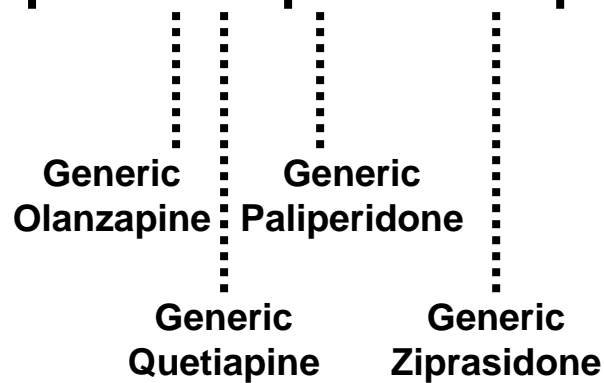 Generic
Olanzapine
Generic
Paliperidone
Generic
Quetiapine
Generic
Ziprasidone